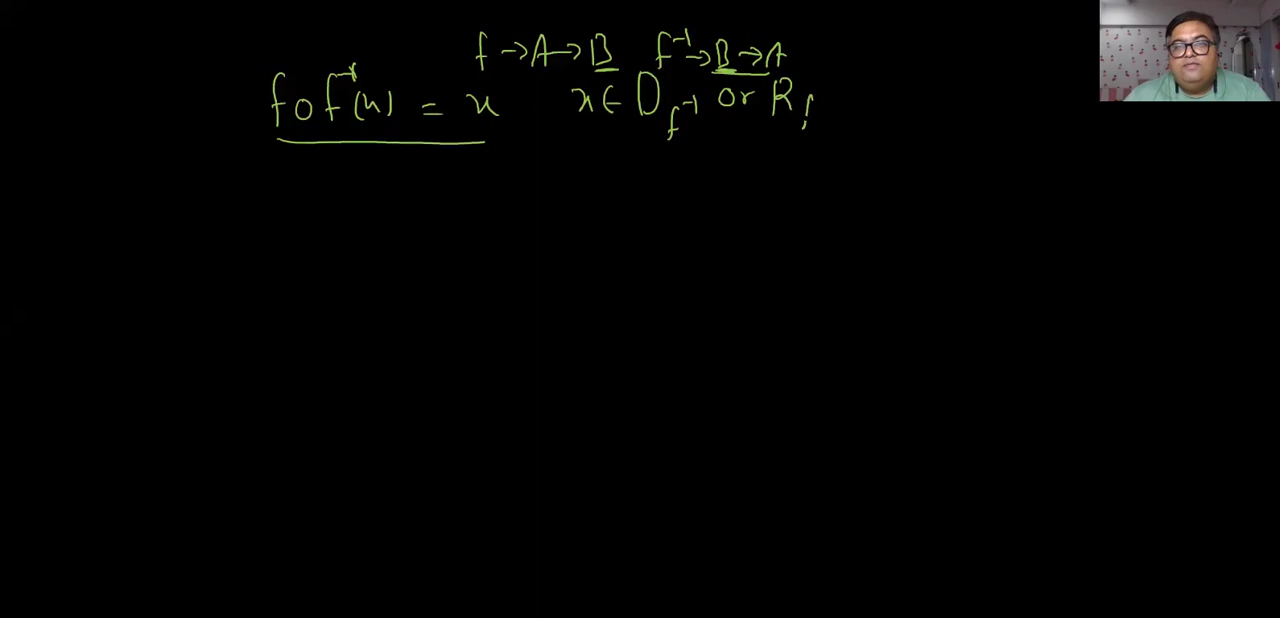 f → A → B f⁻¹ → B → A
fof⁻¹(x) = x x ∈ D_f⁻¹ or R_f